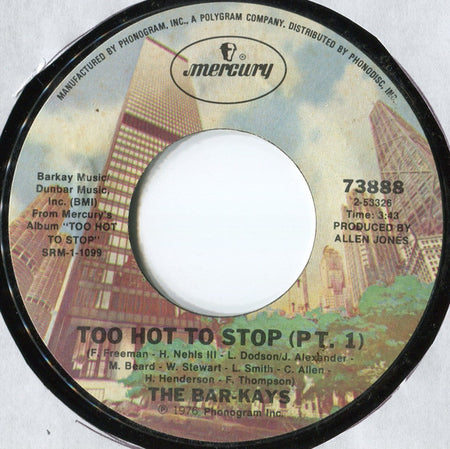 MANUFACTURED BY PHONOGRAM, INC., A POLYGRAM COMPANY. DISTRIBUTED BY PHONODISC, INC.
mercury
®
Barkay Music/
Dunbar Music,
Inc. (BMI)
From Mercury's
Album "TOO HOT
TO STOP"
SRM-1-1099
73888
2-53326
Time: 3:43
PRODUCED BY
ALLEN JONES
TOO HOT TO STOP (PT. 1)
(F. Freeman - H. Nehls III - L. Dodson/J. Alexander -
M. Beard - W. Stewart - L. Smith - C. Allen -
H. Henderson - F. Thompson)
THE BAR-KAYS
℗ 1976 Phonogram Inc.